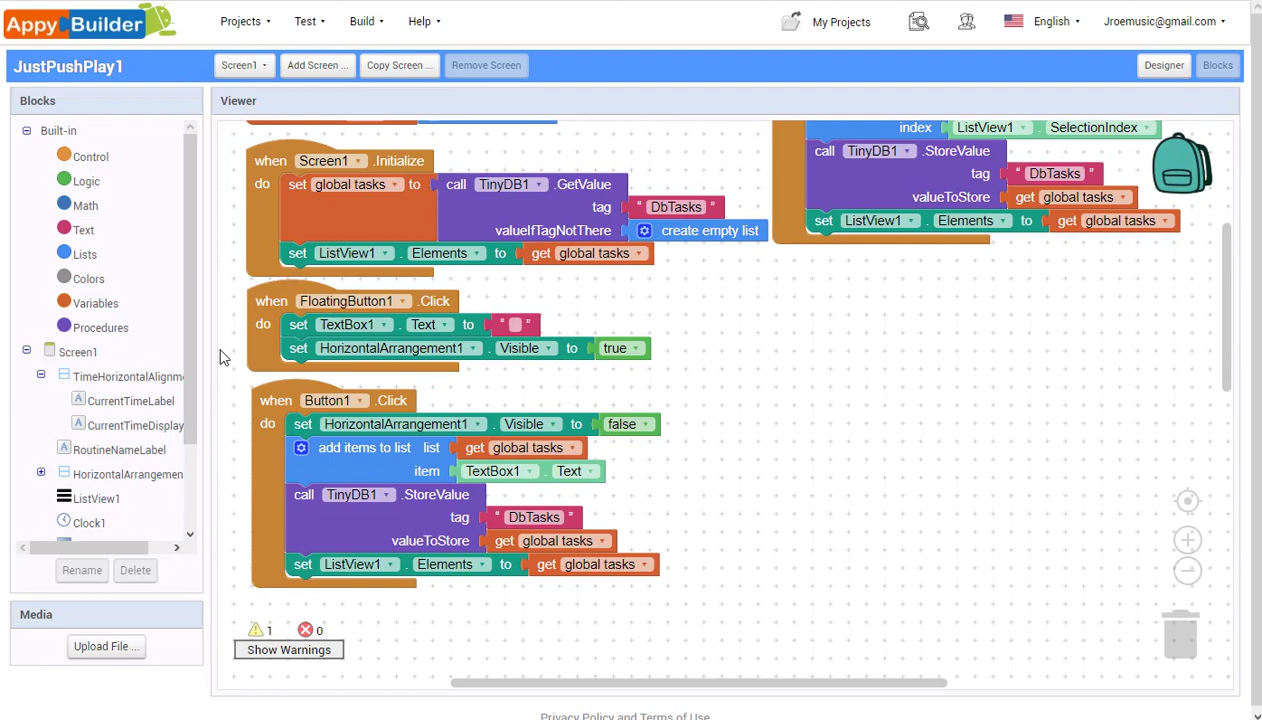 Appy Builder
Projects Test Build Help My Projects English Jroemusic@gmail.com
JustPushPlay1 Screen1 Add Screen ... Copy Screen ... Remove Screen Designer Blocks
Blocks
Viewer
Built-in
Control
Logic
Math
Text
Lists
Colors
Variables
Procedures
Screen1
TimeHorizontalAlignme
CurrentTimeLabel
CurrentTimeDisplay
RoutineNameLabel
HorizontalArrangemen
ListView1
Clock1
Rename Delete
Media
Upload File ...
when Screen1 .Initialize
do set global tasks to call TinyDB1 .GetValue
tag " DbTasks "
valueIfTagNotThere create empty list
set ListView1 . Elements to get global tasks
when FloatingButton1 .Click
do set TextBox1 . Text to " "
set HorizontalArrangement1 . Visible to true
when Button1 .Click
do set HorizontalArrangement1 . Visible to false
add items to list list get global tasks
item TextBox1 . Text
call TinyDB1 .StoreValue
tag " DbTasks "
valueToStore get global tasks
set ListView1 . Elements to get global tasks
index ListView1 . SelectionIndex
call TinyDB1 .StoreValue
tag " DbTasks "
valueToStore get global tasks
set ListView1 . Elements to get global tasks
1 0
Show Warnings
Privacy Policy and Terms of Use